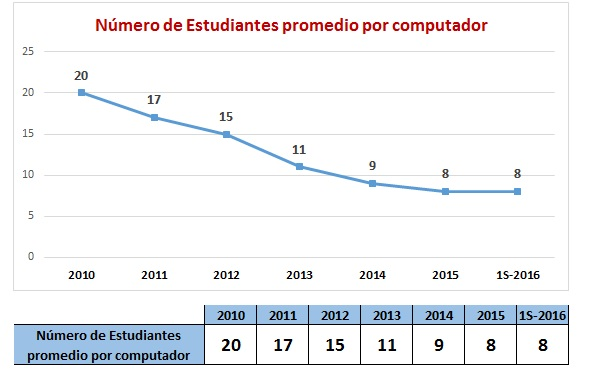 Número de Estudiantes promedio por computador
25
20
15
10
5
0
20
17
15
11
9
8
8
2010 2011 2012 2013 2014 2015 1S-2016
2010 2011 2012 2013 2014 2015 1S-2016
Número de Estudiantes
promedio por computador
20 17 15 11 9 8 8